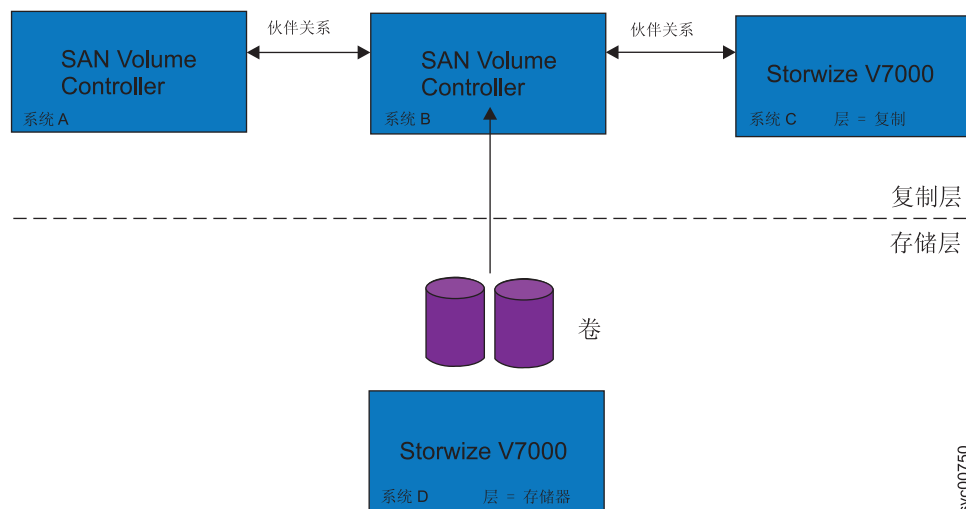 伙伴关系
伙伴关系
SAN Volume
Controller
系统 A
SAN Volume
Controller
系统 B
Storwize V7000
系统 C 层 = 复制
复制层
存储层
卷
Storwize V7000
系统 D 层 = 存储器
svc00750